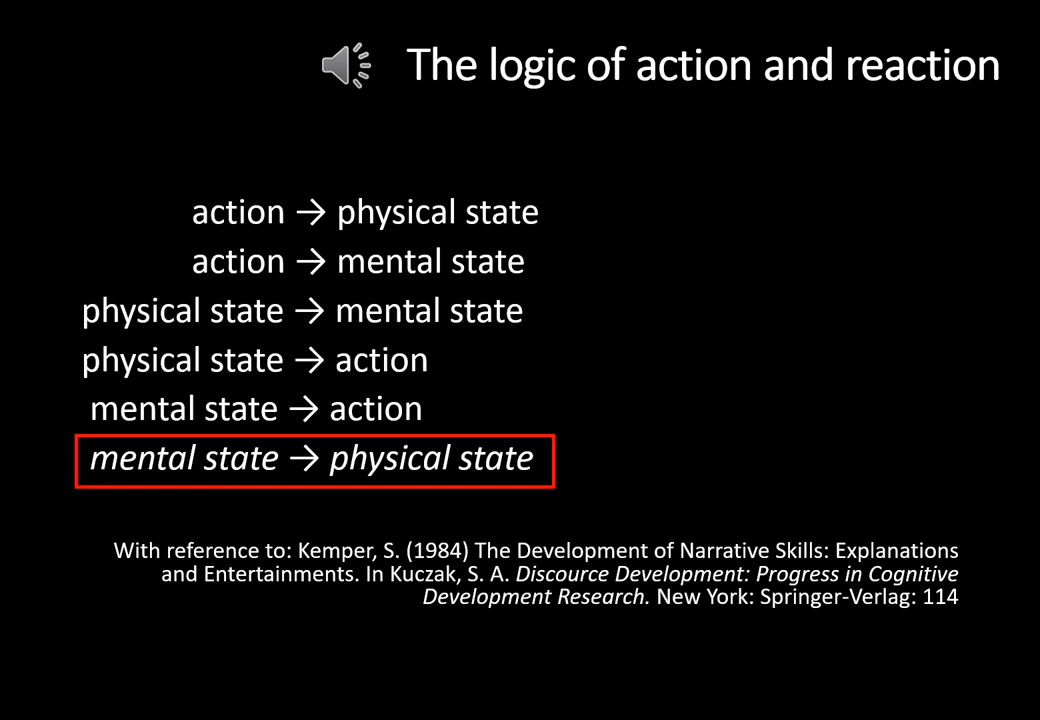 The logic of action and reaction
action → physical state
action → mental state
physical state → mental state
physical state → action
mental state → action
mental state → physical state
With reference to: Kemper, S. (1984) The Development of Narrative Skills: Explanations
and Entertainments. In Kuczak, S. A. Discource Development: Progress in Cognitive
Development Research. New York: Springer-Verlag: 114